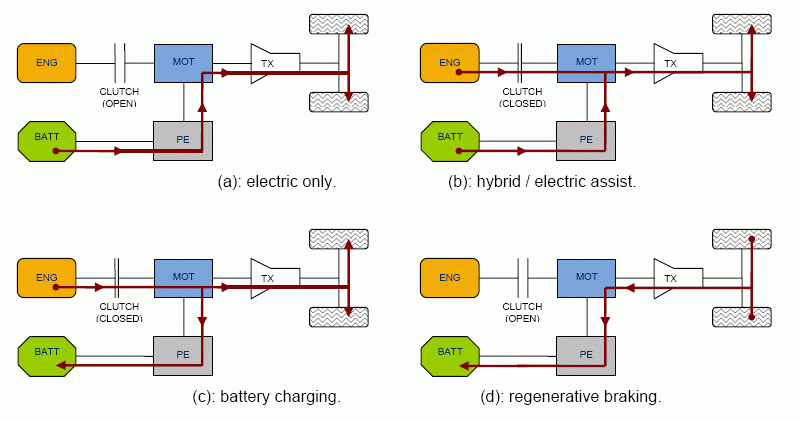 ENG
MOT
TX
CLUTCH
(OPEN)
BATT
PE
(a): electric only.
ENG
MOT
TX
CLUTCH
(CLOSED)
BATT
PE
(b): hybrid / electric assist.
ENG
MOT
TX
CLUTCH
(CLOSED)
BATT
PE
(c): battery charging.
ENG
MOT
TX
CLUTCH
(OPEN)
BATT
PE
(d): regenerative braking.